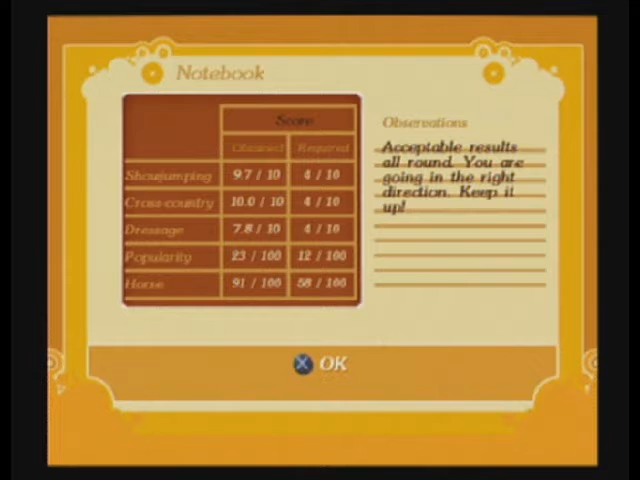 Notebook
Score
Obtained Required
Showjumping 9.7 / 10 4 / 10
Cross-country 10.0 / 10 4 / 10
Dressage 7.8 / 10 4 / 10
Popularity 23 / 100 12 / 100
Horse 91 / 100 58 / 100
Observations
Acceptable results
all round. You are
going in the right
direction. Keep it
up!
OK